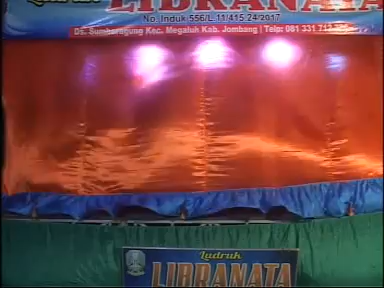 LIBRANATA
No. Induk 556/L.11/415.24/2017
Ds. Sumberagung Kec. Megaluh Kab. Jombang | Telp: 081 331 717
Ludruk
LIBRANATA